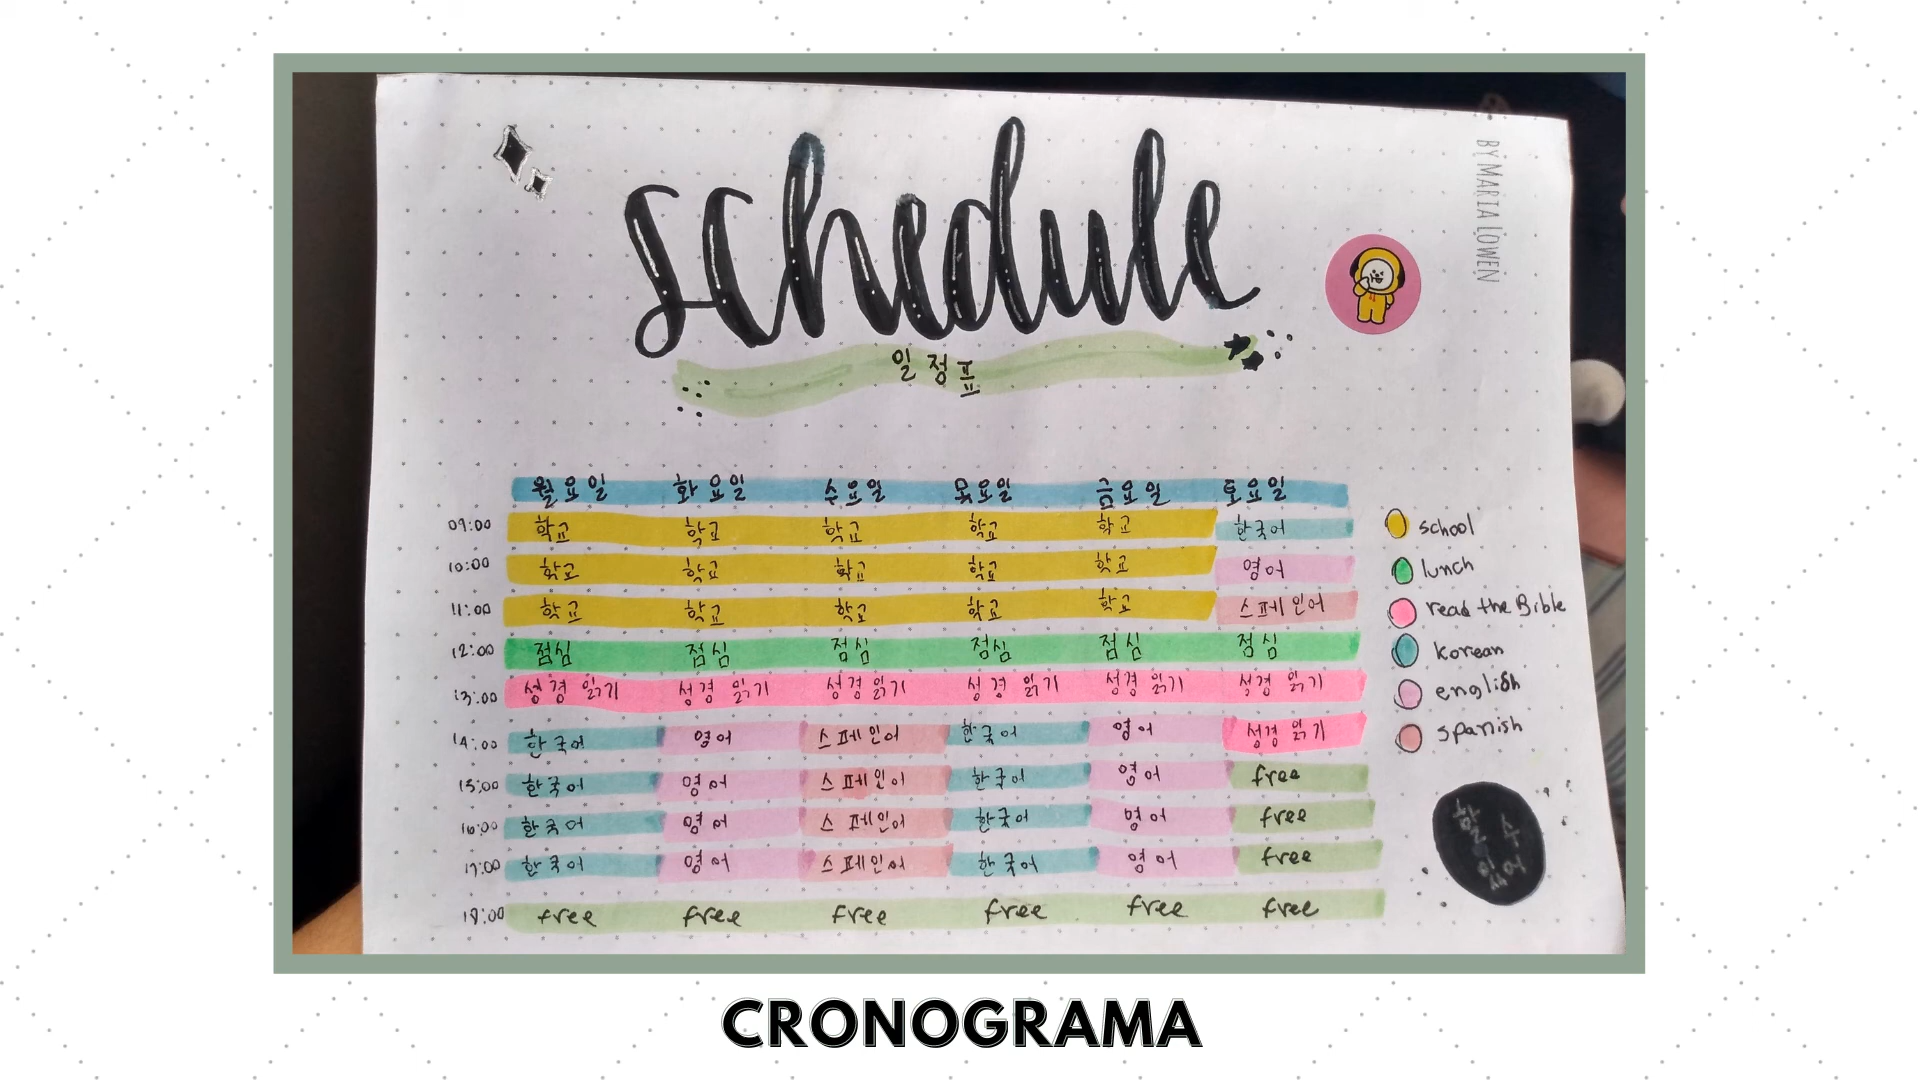 schedule
BY MARIA LÖWEN
일정표
월요일 화요일 수요일 목요일 금요일 토요일
09:00 학교 학교 학교 학교 학교 한국어
10:00 학교 학교 학교 학교 학교 영어
11:00 학교 학교 학교 학교 학교 스페인어
12:00 점심 점심 점심 점심 점심 점심
13:00 성경 읽기 성경 읽기 성경 읽기 성경 읽기 성경 읽기 성경 읽기
14:00 한국어 영어 스페인어 한국어 영어 성경 읽기
15:00 한국어 영어 스페인어 한국어 영어 free
16:00 한국어 영어 스페인어 한국어 영어 free
17:00 한국어 영어 스페인어 한국어 영어 free
18:00 free free free free free free
school
lunch
read the Bible
korean
english
spanish
할 수
있어
CRONOGRAMA